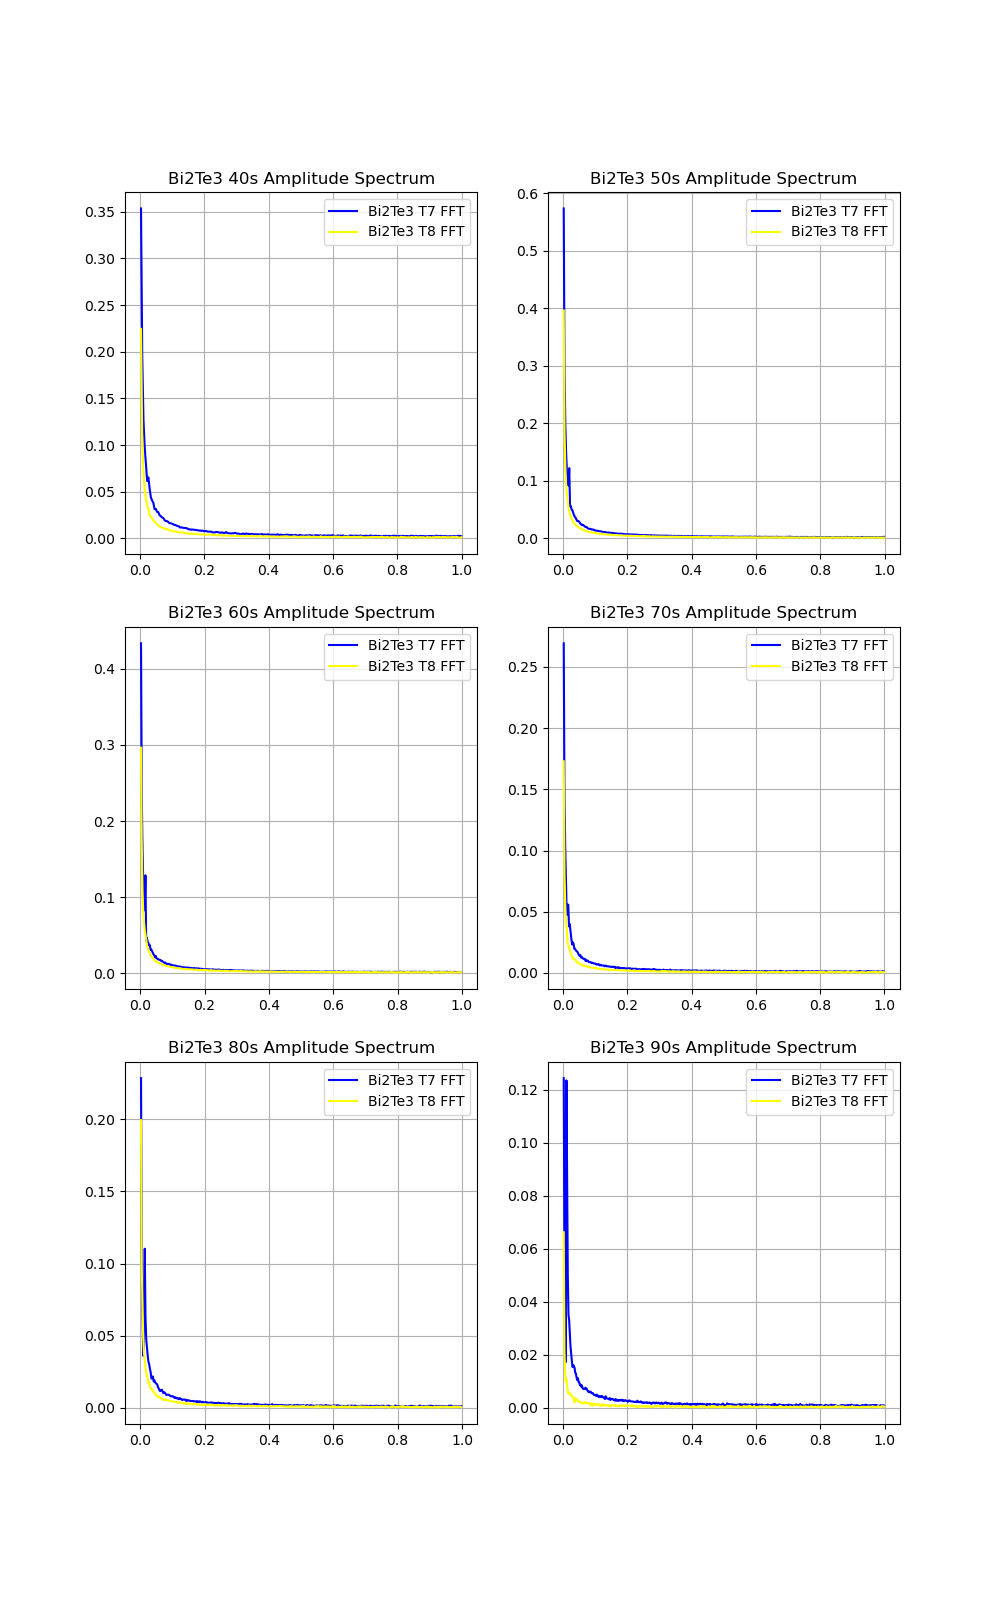 Bi2Te3 40s Amplitude Spectrum
Bi2Te3 T7 FFT
Bi2Te3 T8 FFT
0.35
0.30
0.25
0.20
0.15
0.10
0.05
0.00
0.0 0.2 0.4 0.6 0.8 1.0
Bi2Te3 50s Amplitude Spectrum
Bi2Te3 T7 FFT
Bi2Te3 T8 FFT
0.6
0.5
0.4
0.3
0.2
0.1
0.0
0.0 0.2 0.4 0.6 0.8 1.0
Bi2Te3 60s Amplitude Spectrum
Bi2Te3 T7 FFT
Bi2Te3 T8 FFT
0.4
0.3
0.2
0.1
0.0
0.0 0.2 0.4 0.6 0.8 1.0
Bi2Te3 70s Amplitude Spectrum
Bi2Te3 T7 FFT
Bi2Te3 T8 FFT
0.25
0.20
0.15
0.10
0.05
0.00
0.0 0.2 0.4 0.6 0.8 1.0
Bi2Te3 80s Amplitude Spectrum
Bi2Te3 T7 FFT
Bi2Te3 T8 FFT
0.20
0.15
0.10
0.05
0.00
0.0 0.2 0.4 0.6 0.8 1.0
Bi2Te3 90s Amplitude Spectrum
Bi2Te3 T7 FFT
Bi2Te3 T8 FFT
0.12
0.10
0.08
0.06
0.04
0.02
0.00
0.0 0.2 0.4 0.6 0.8 1.0